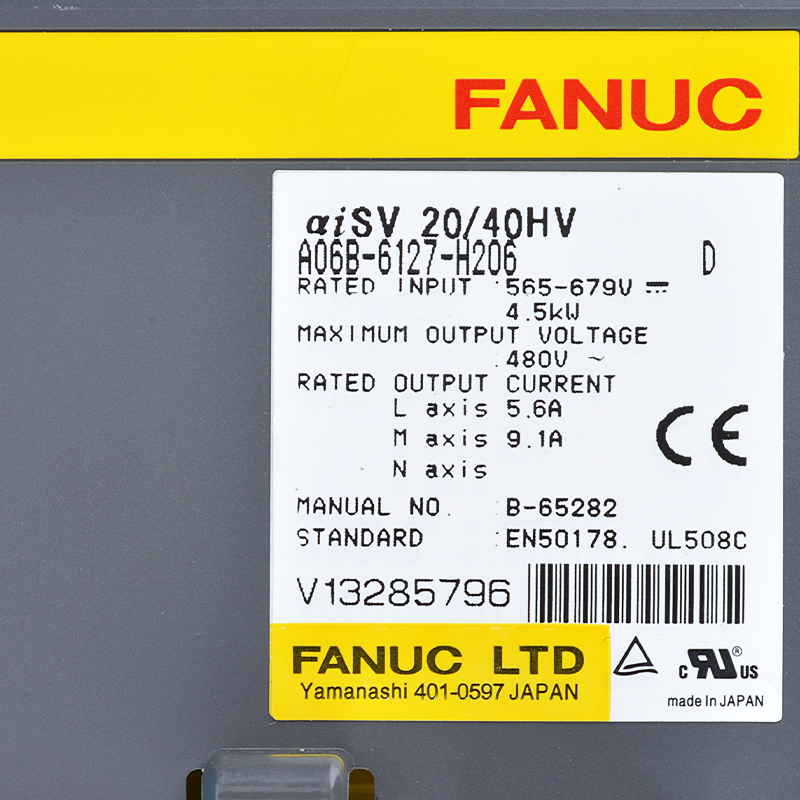 FANUC
αiSV 20/40HV
A06B-6127-H206 D
RATED INPUT :565-679V ⎓
4.5kW
MAXIMUM OUTPUT VOLTAGE
:480V ~
RATED OUTPUT CURRENT
L axis :5.6A
M axis :9.1A
N axis
MANUAL NO. :B-65282
STANDARD :EN50178. UL508C
CE
V13285796
FANUC LTD
Yamanashi 401-0597 JAPAN
c RU ® US
made In JAPAN